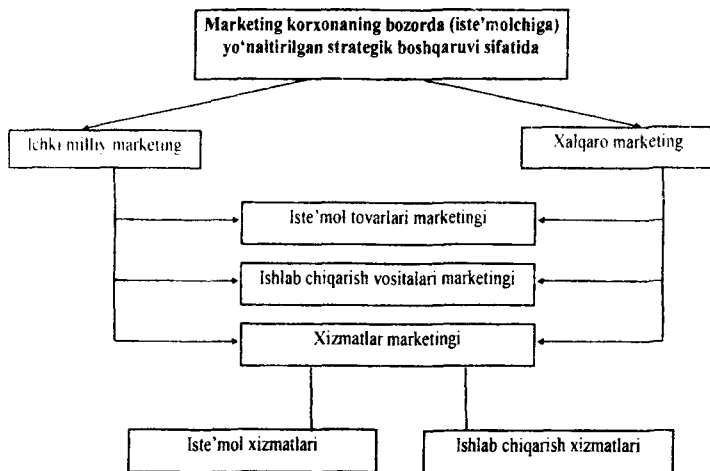 Marketing korxonaning bozorda (iste’molchiga)
yo‘naltirilgan strategik boshqaruvi sifatida
Ichki milliy marketing
Xalqaro marketing
Iste’mol tovarlari marketingi
Ishlab chiqarish vositalari marketingi
Xizmatlar marketingi
Iste’mol xizmatlari
Ishlab chiqarish xizmatlari